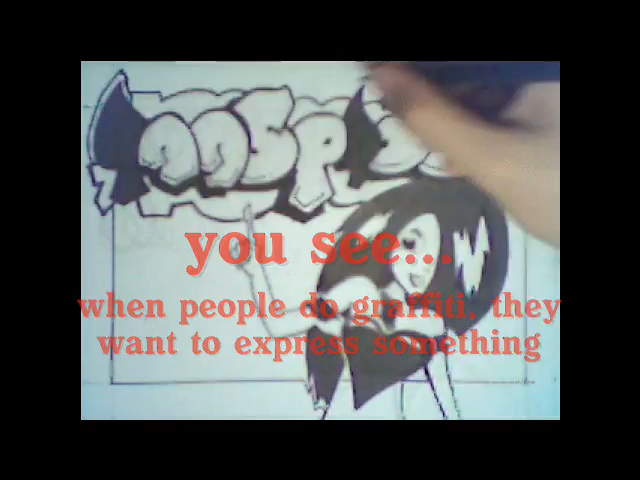 you see...
when people do graffiti, they
want to express something